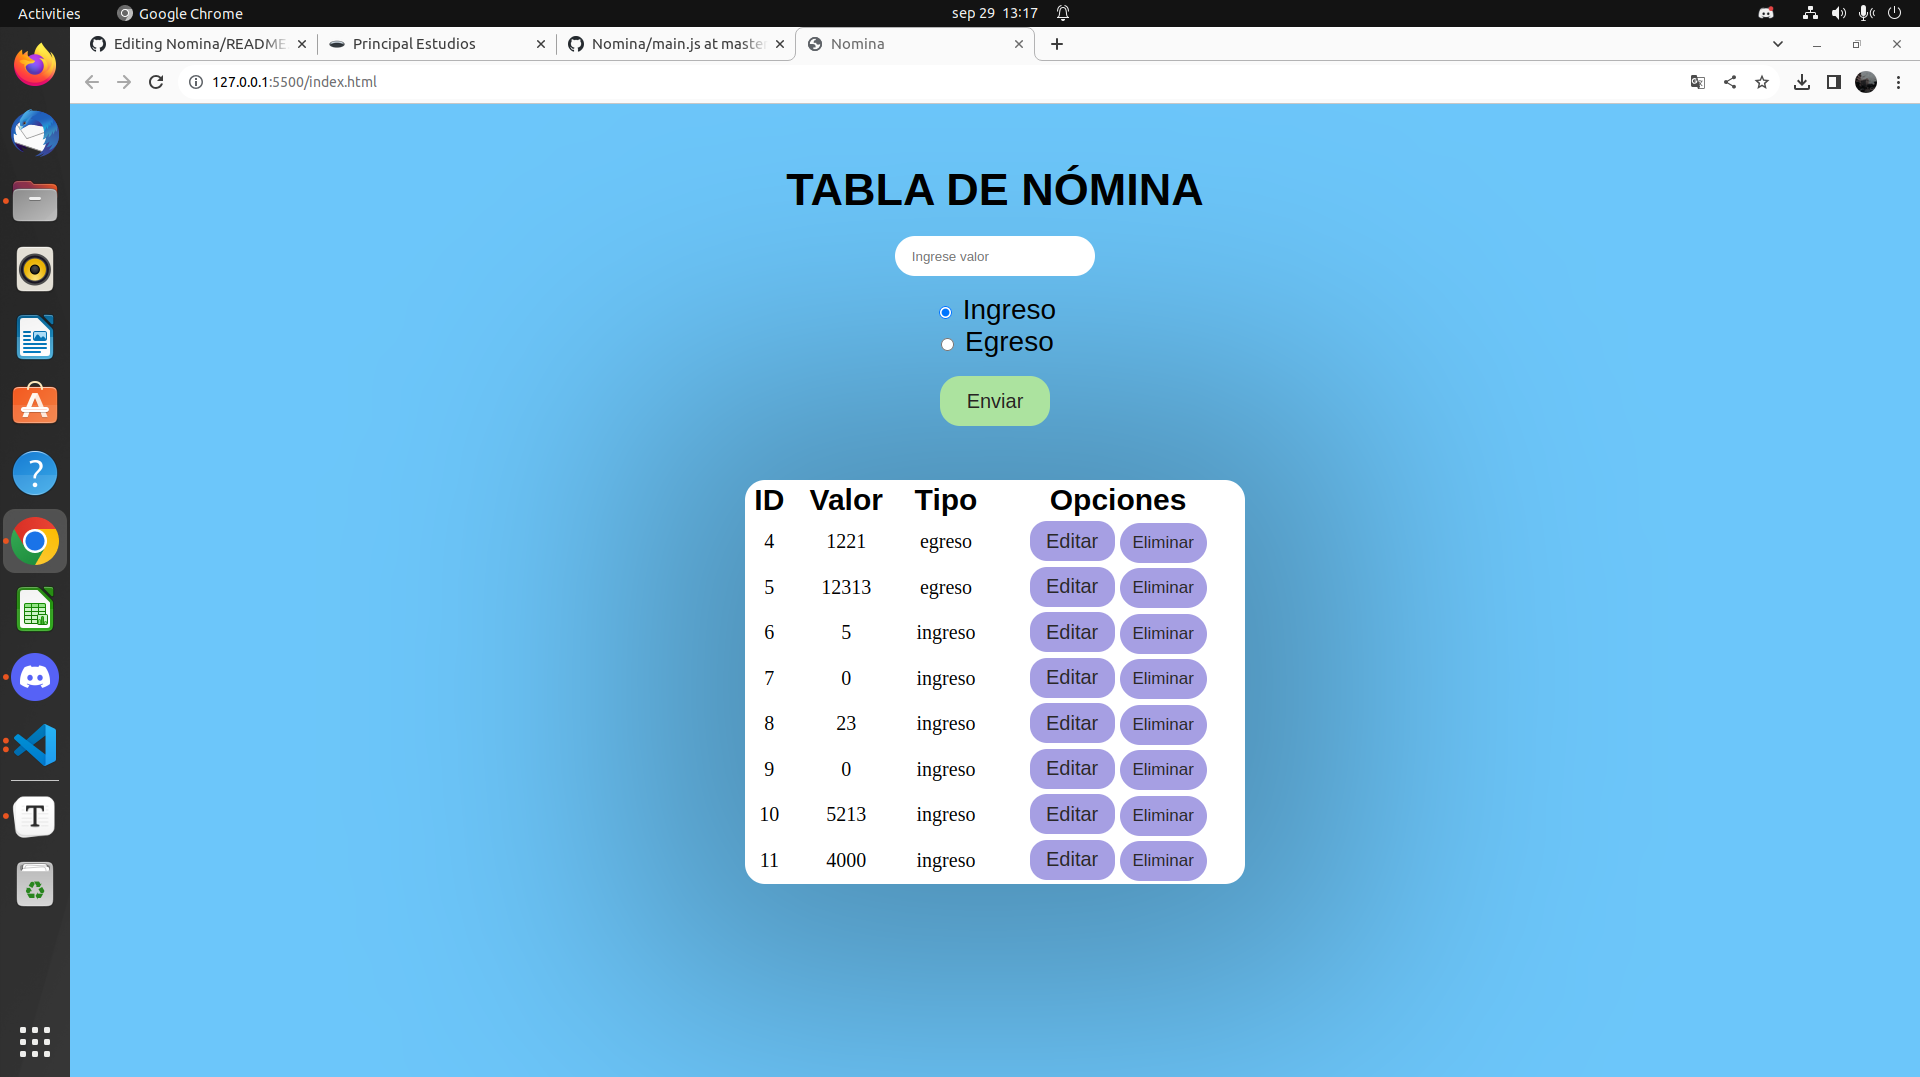 Activities Google Chrome sep 29 13:17
Editing Nomina/README Principal Estudios Nomina/main.js at maste Nomina
127.0.0.1:5500/index.html
TABLA DE NÓMINA
Ingrese valor
Ingreso
Egreso
Enviar
ID Valor Tipo Opciones
4 1221 egreso Editar Eliminar
5 12313 egreso Editar Eliminar
6 5 ingreso Editar Eliminar
7 0 ingreso Editar Eliminar
8 23 ingreso Editar Eliminar
9 0 ingreso Editar Eliminar
10 5213 ingreso Editar Eliminar
11 4000 ingreso Editar Eliminar